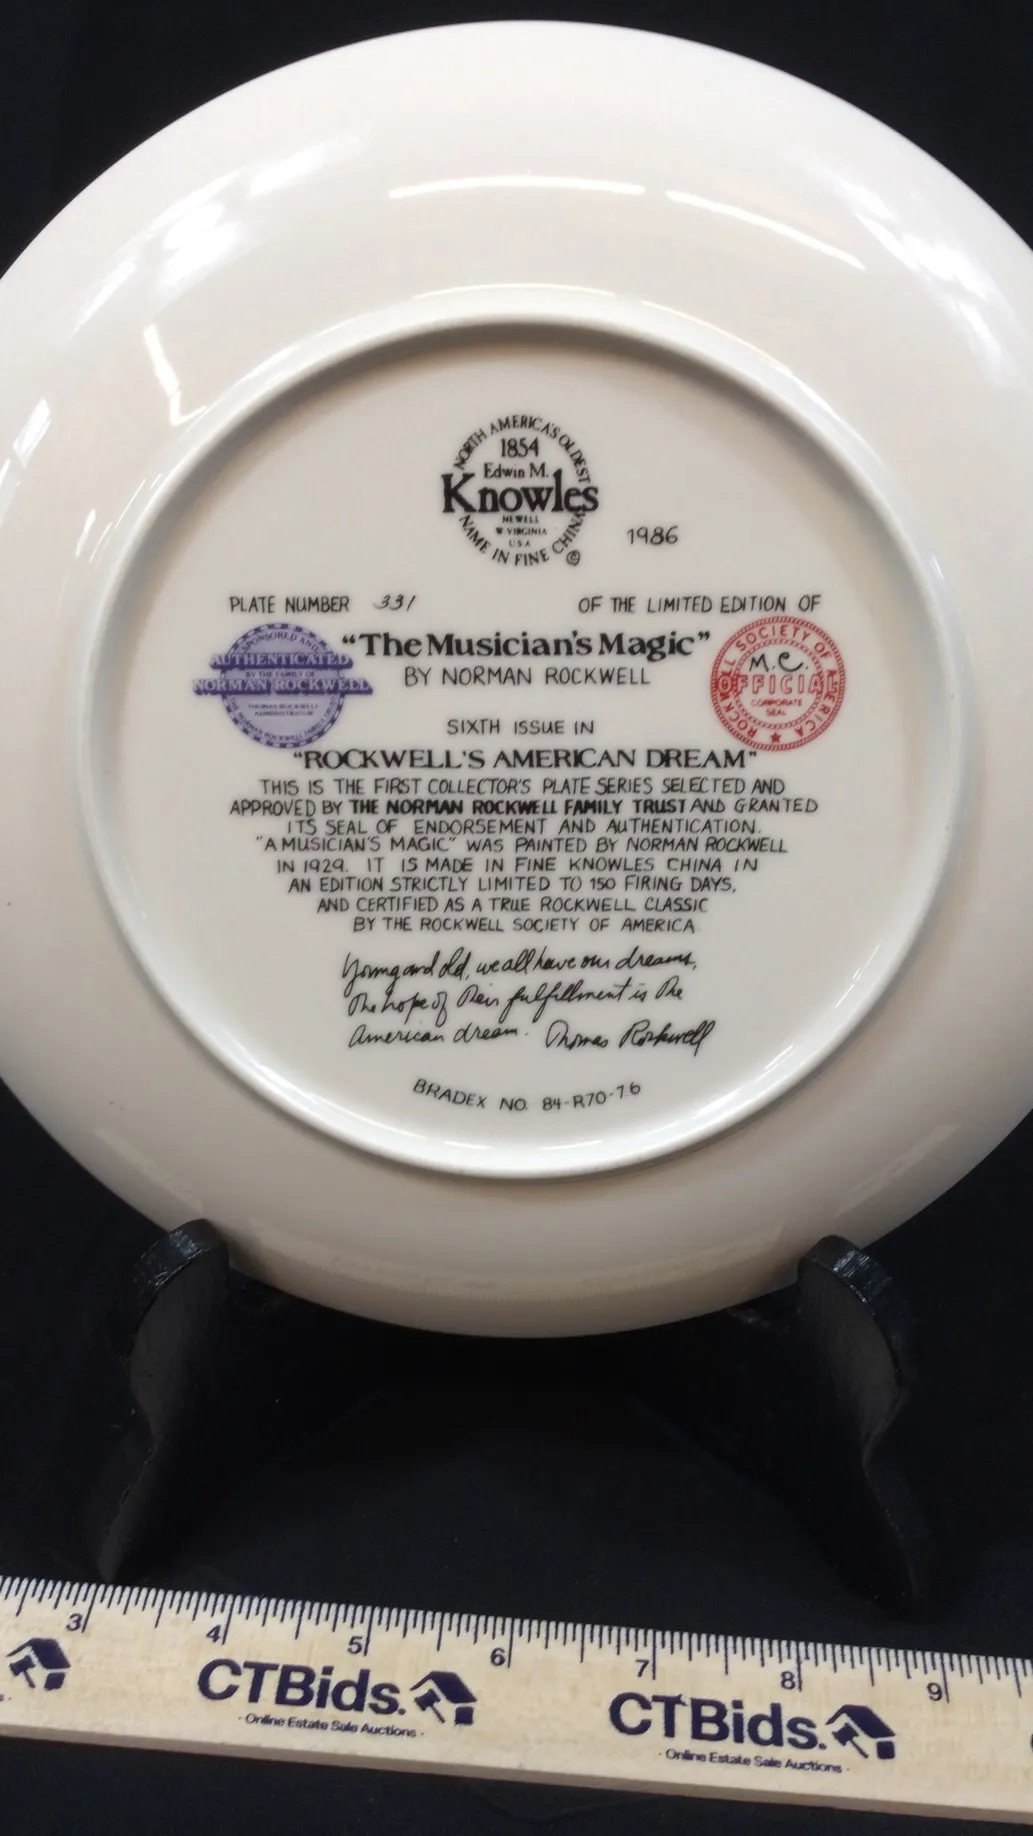 NORTH AMERICA'S OLDEST
1854
Edwin M.
Knowles
NEWELL
W VIRGINIA
U.S.A
NAME IN FINE CHINA ©
1986
PLATE NUMBER 331 OF THE LIMITED EDITION OF
SPONSORED AND
AUTHENTICATED
BY THE FAMILY OF
NORMAN ROCKWELL
THOMAS ROCKWELL
ADMINISTRATOR
"The Musician's Magic"
BY NORMAN ROCKWELL
ROCKWELL SOCIETY OF AMERICA
M.C.
OFFICIAL
CORPORATE
SEAL
SIXTH ISSUE IN
"ROCKWELL'S AMERICAN DREAM"
THIS IS THE FIRST COLLECTOR'S PLATE SERIES SELECTED AND
APPROVED BY THE NORMAN ROCKWELL FAMILY TRUST AND GRANTED
ITS SEAL OF ENDORSEMENT AND AUTHENTICATION.
"A MUSICIAN'S MAGIC" WAS PAINTED BY NORMAN ROCKWELL
IN 1929. IT IS MADE IN FINE KNOWLES CHINA IN
AN EDITION STRICTLY LIMITED TO 150 FIRING DAYS,
AND CERTIFIED AS A TRUE ROCKWELL CLASSIC
BY THE ROCKWELL SOCIETY OF AMERICA
Young and old, we all have our dreams,
The hope of their fulfillment is the
American dream. Thomas Rockwell
BRADEX NO. 84-R70-7.6
3 4 5 6 7 8 9
CTBids. CTBids.
· Online Estate Sale Auctions · · Online Estate Sale Auctions ·